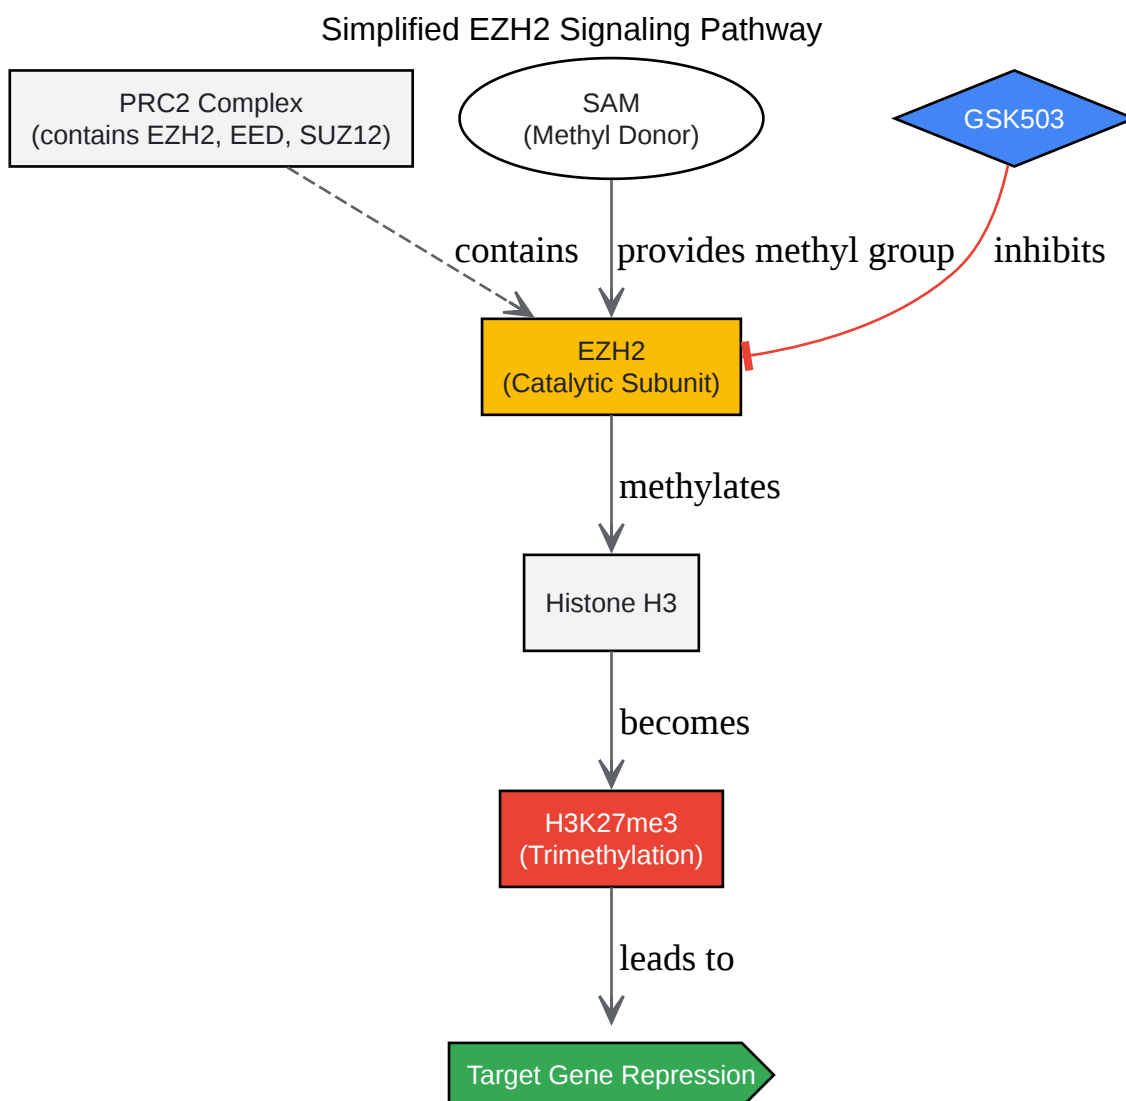 Simplified EZH2 Signaling Pathway
PRC2 Complex
(contains EZH2, EED, SUZ12)
SAM
(Methyl Donor)
GSK503
contains
provides methyl group
inhibits
EZH2
(Catalytic Subunit)
methylates
Histone H3
becomes
H3K27me3
(Trimethylation)
leads to
Target Gene Repression